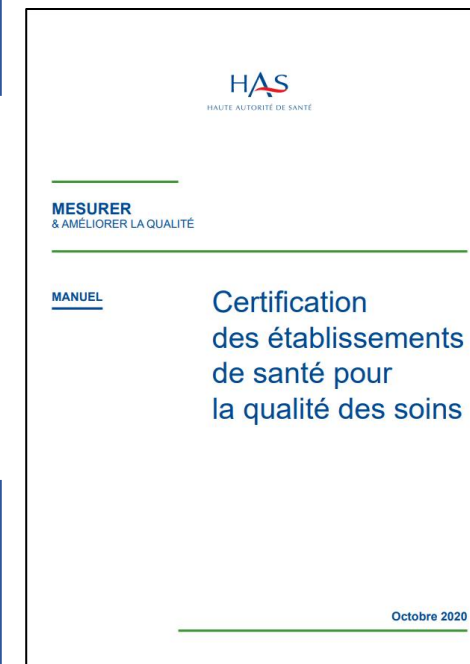 HAS
HAUTE AUTORITÉ DE SANTÉ
MESURER
& AMÉLIORER LA QUALITÉ
MANUEL
Certification
des établissements
de santé pour
la qualité des soins
Octobre 2020